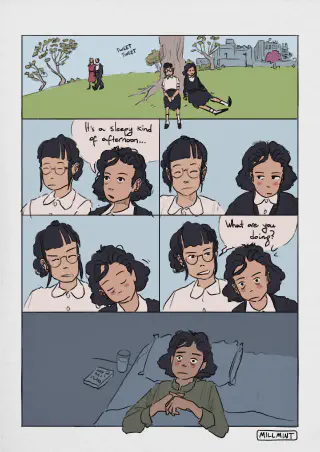 TWEET
TWEET
It's a sleepy kind
of afternoon...
What are you
doing?
MILLMINT